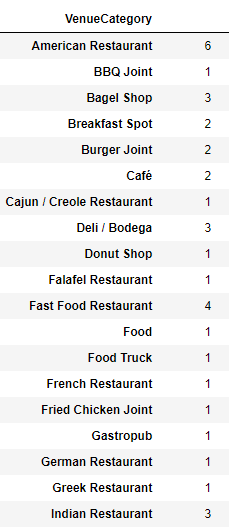 VenueCategory
American Restaurant 6
BBQ Joint 1
Bagel Shop 3
Breakfast Spot 2
Burger Joint 2
Café 2
Cajun / Creole Restaurant 1
Deli / Bodega 3
Donut Shop 1
Falafel Restaurant 1
Fast Food Restaurant 4
Food 1
Food Truck 1
French Restaurant 1
Fried Chicken Joint 1
Gastropub 1
German Restaurant 1
Greek Restaurant 1
Indian Restaurant 3